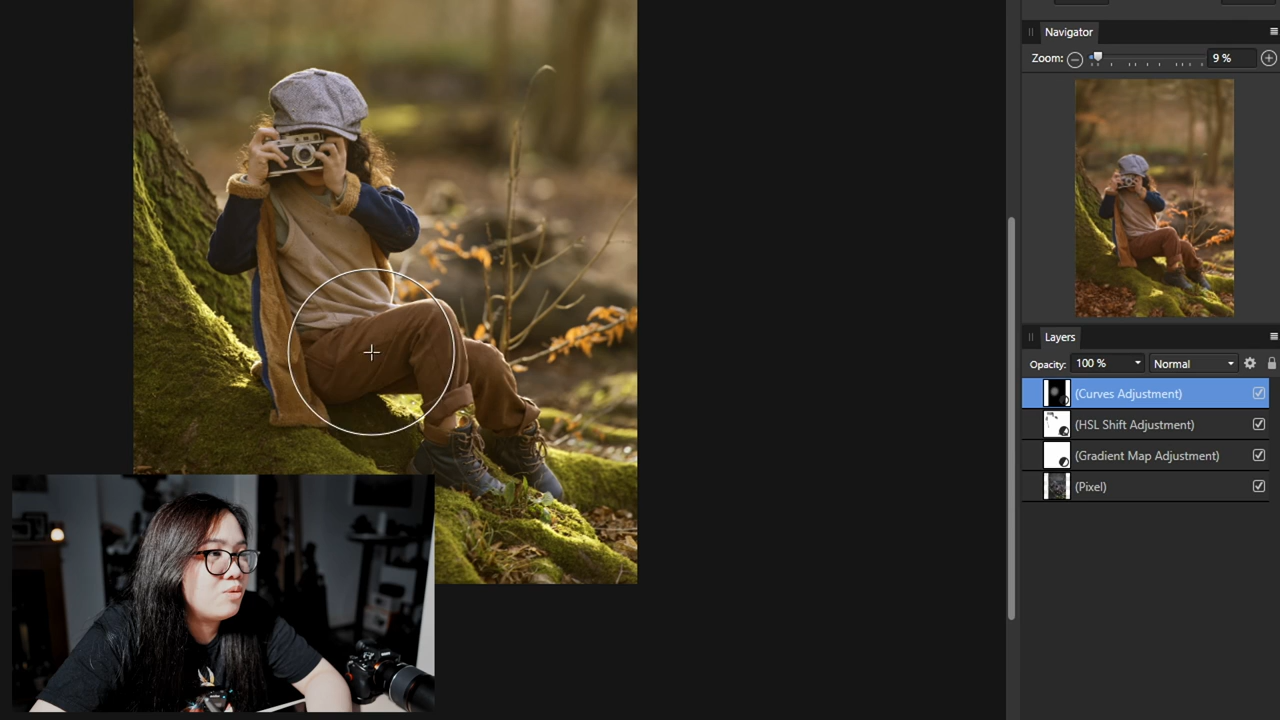 Navigator
Zoom: 9 %
Layers
Opacity: 100 % Normal
(Curves Adjustment)
(HSL Shift Adjustment)
(Gradient Map Adjustment)
(Pixel)